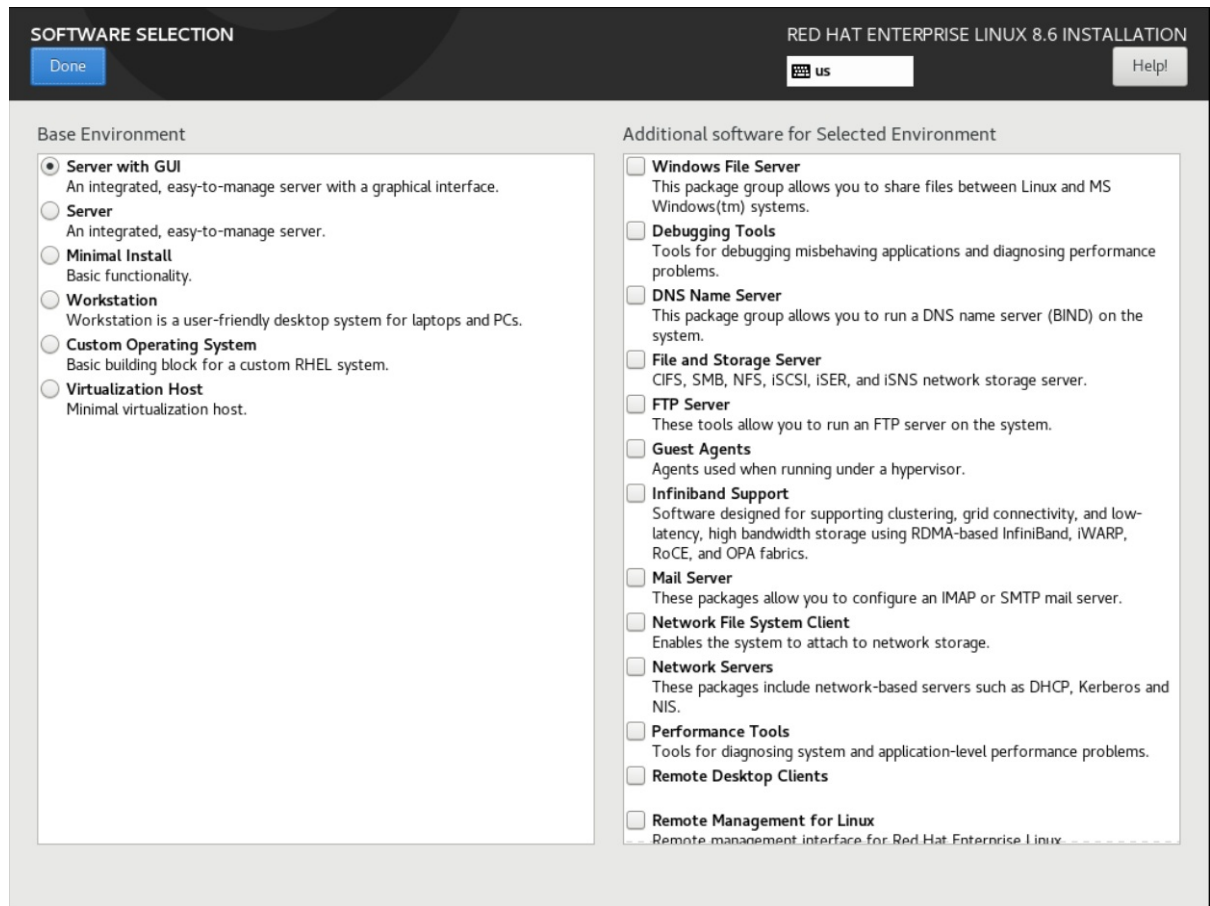 SOFTWARE SELECTION
Done
RED HAT ENTERPRISE LINUX 8.6 INSTALLATION
us
Help!
Base Environment
Server with GUI
An integrated, easy-to-manage server with a graphical interface.
Server
An integrated, easy-to-manage server.
Minimal Install
Basic functionality.
Workstation
Workstation is a user-friendly desktop system for laptops and PCs.
Custom Operating System
Basic building block for a custom RHEL system.
Virtualization Host
Minimal virtualization host.
Additional software for Selected Environment
Windows File Server
This package group allows you to share files between Linux and MS
Windows(tm) systems.
Debugging Tools
Tools for debugging misbehaving applications and diagnosing performance
problems.
DNS Name Server
This package group allows you to run a DNS name server (BIND) on the
system.
File and Storage Server
CIFS, SMB, NFS, iSCSI, iSER, and iSNS network storage server.
FTP Server
These tools allow you to run an FTP server on the system.
Guest Agents
Agents used when running under a hypervisor.
Infiniband Support
Software designed for supporting clustering, grid connectivity, and low-
latency, high bandwidth storage using RDMA-based InfiniBand, iWARP,
RoCE, and OPA fabrics.
Mail Server
These packages allow you to configure an IMAP or SMTP mail server.
Network File System Client
Enables the system to attach to network storage.
Network Servers
These packages include network-based servers such as DHCP, Kerberos and
NIS.
Performance Tools
Tools for diagnosing system and application-level performance problems.
Remote Desktop Clients
Remote Management for Linux
Remote management interface for Red Hat Enterprise Linux.